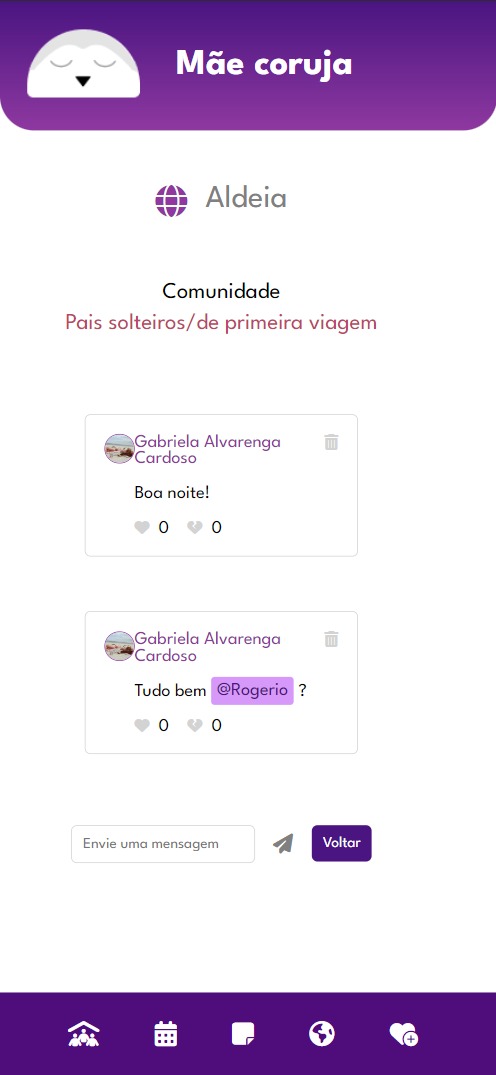 Mãe coruja
Aldeia
Comunidade
Pais solteiros/de primeira viagem
Gabriela Alvarenga
Cardoso
Boa noite!
0 0
Gabriela Alvarenga
Cardoso
Tudo bem @Rogerio ?
0 0
Envie uma mensagem Voltar